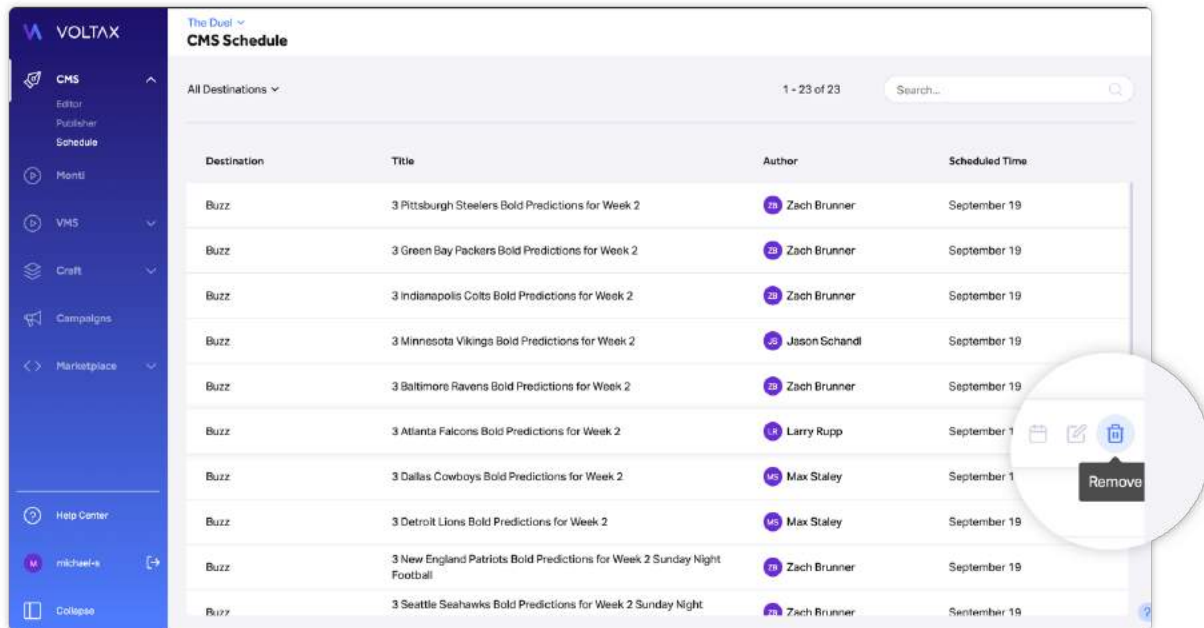 VOLTAX
The Duel
CMS Schedule
CMS
Editor
Publisher
Schedule
Monti
VMS
Craft
Campaigns
Marketplace
Help Center
M michael-s
Collapse
All Destinations
1 - 23 of 23
Search...
Destination Title Author Scheduled Time
Buzz 3 Pittsburgh Steelers Bold Predictions for Week 2 ZB Zach Brunner September 19
Buzz 3 Green Bay Packers Bold Predictions for Week 2 ZB Zach Brunner September 19
Buzz 3 Indianapolis Colts Bold Predictions for Week 2 ZB Zach Brunner September 19
Buzz 3 Minnesota Vikings Bold Predictions for Week 2 JS Jason Schandl September 19
Buzz 3 Baltimore Ravens Bold Predictions for Week 2 ZB Zach Brunner September 19
Buzz 3 Atlanta Falcons Bold Predictions for Week 2 LR Larry Rupp September 1
Buzz 3 Dallas Cowboys Bold Predictions for Week 2 MS Max Staley September 1
Remove
Buzz 3 Detroit Lions Bold Predictions for Week 2 MS Max Staley September 19
Buzz 3 New England Patriots Bold Predictions for Week 2 Sunday Night
Football ZB Zach Brunner September 19
Buzz 3 Seattle Seahawks Bold Predictions for Week 2 Sunday Night ZB Zach Brunner September 19
?